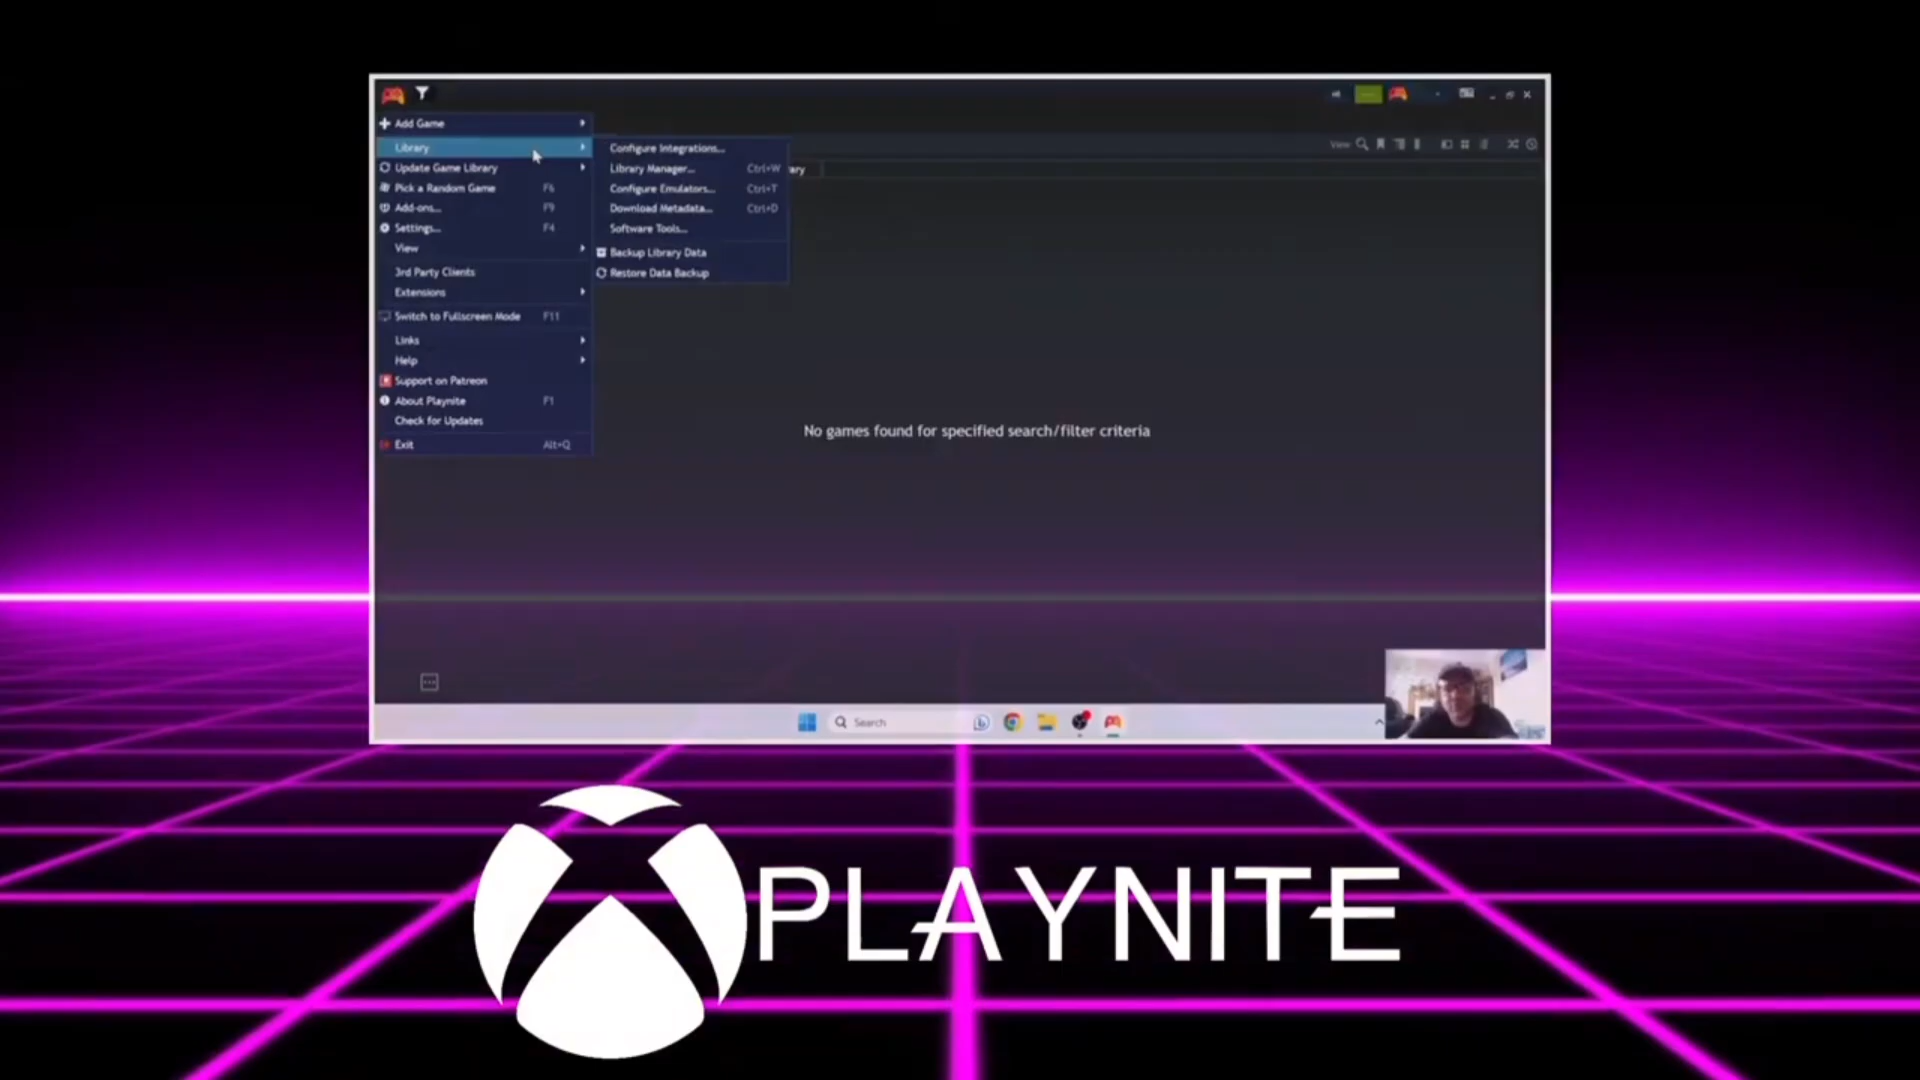 Add Game
Library
Update Game Library
Pick a Random Game F6
Add-ons... F9
Settings... F4
View
3rd Party Clients
Extensions
Switch to Fullscreen Mode F11
Links
Help
Support on Patreon
About Playnite F1
Check for Updates
Exit Alt+Q
Configure Integrations...
Library Manager... Ctrl+W
Configure Emulators... Ctrl+T
Download Metadata... Ctrl+D
Software Tools...
Backup Library Data
Restore Data Backup
rary
View
No games found for specified search/filter criteria
Search
PLAYNITE